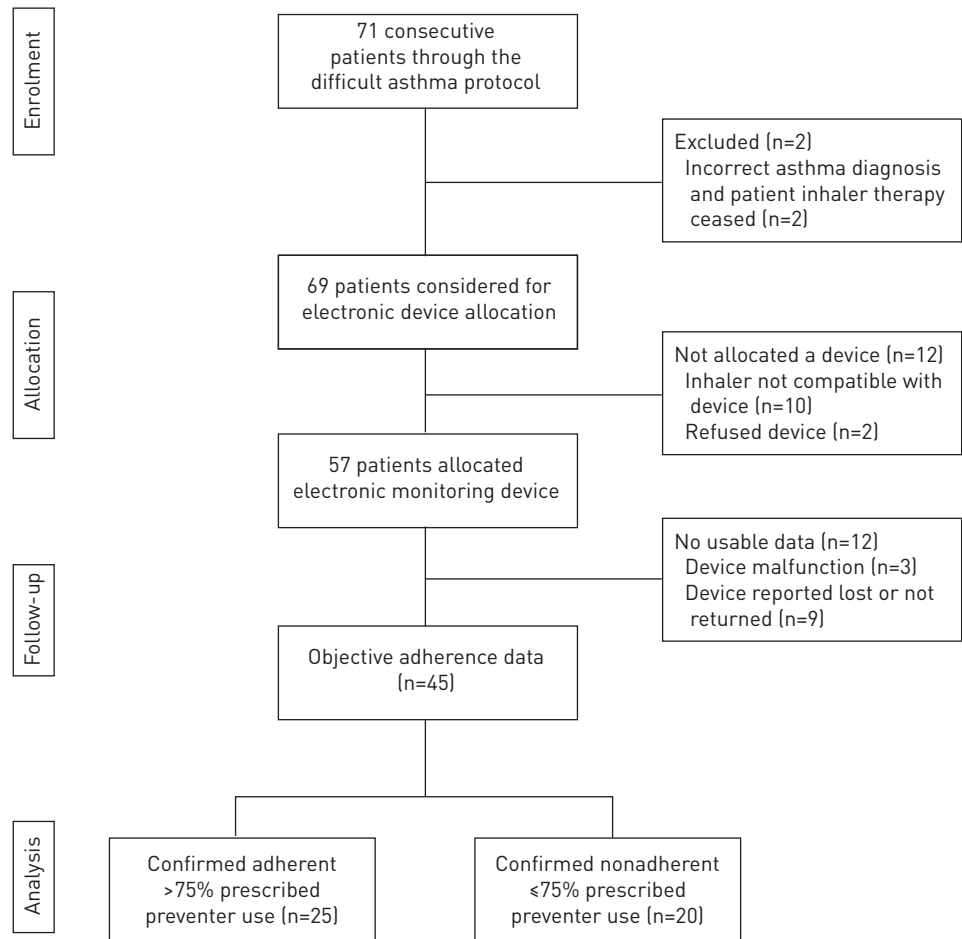 Enrolment
71 consecutive
patients through the
difficult asthma protocol
Excluded (n=2)
Incorrect asthma diagnosis
and patient inhaler therapy
ceased (n=2)
Allocation
69 patients considered for
electronic device allocation
Not allocated a device (n=12)
Inhaler not compatible with
device (n=10)
Refused device (n=2)
57 patients allocated
electronic monitoring device
Follow-up
No usable data (n=12)
Device malfunction (n=3)
Device reported lost or not
returned (n=9)
Objective adherence data
(n=45)
Analysis
Confirmed adherent
>75% prescribed
preventer use (n=25)
Confirmed nonadherent
≤75% prescribed
preventer use (n=20)